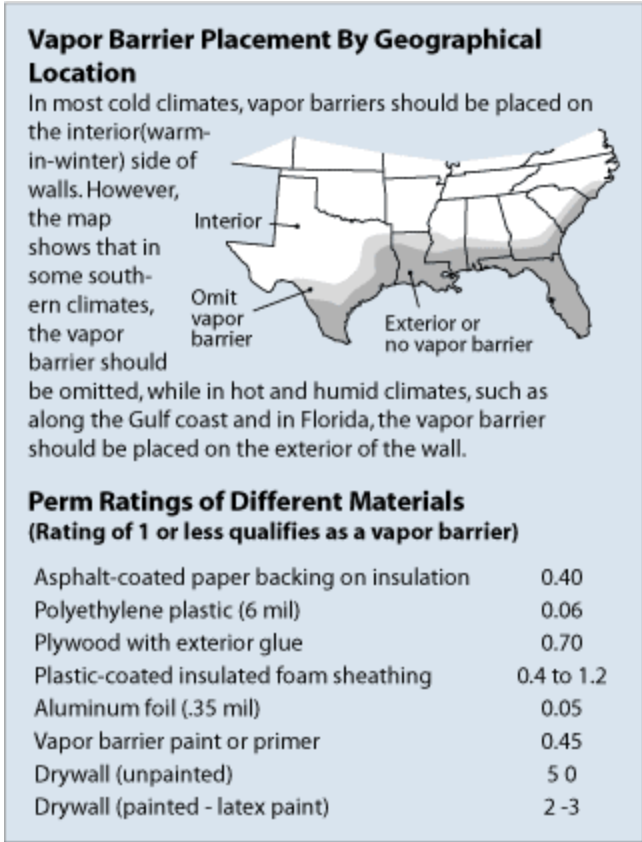 Vapor Barrier Placement By Geographical
Location
In most cold climates, vapor barriers should be placed on
the interior(warm-
in-winter) side of
walls. However,
the map
shows that in
some south-
ern climates,
the vapor
barrier should
Interior
Omit
vapor
barrier
Exterior or
no vapor barrier
be omitted, while in hot and humid climates, such as
along the Gulf coast and in Florida, the vapor barrier
should be placed on the exterior of the wall.
Perm Ratings of Different Materials
(Rating of 1 or less qualifies as a vapor barrier)
Asphalt-coated paper backing on insulation 0.40
Polyethylene plastic (6 mil) 0.06
Plywood with exterior glue 0.70
Plastic-coated insulated foam sheathing 0.4 to 1.2
Aluminum foil (.35 mil) 0.05
Vapor barrier paint or primer 0.45
Drywall (unpainted) 5 0
Drywall (painted - latex paint) 2 -3